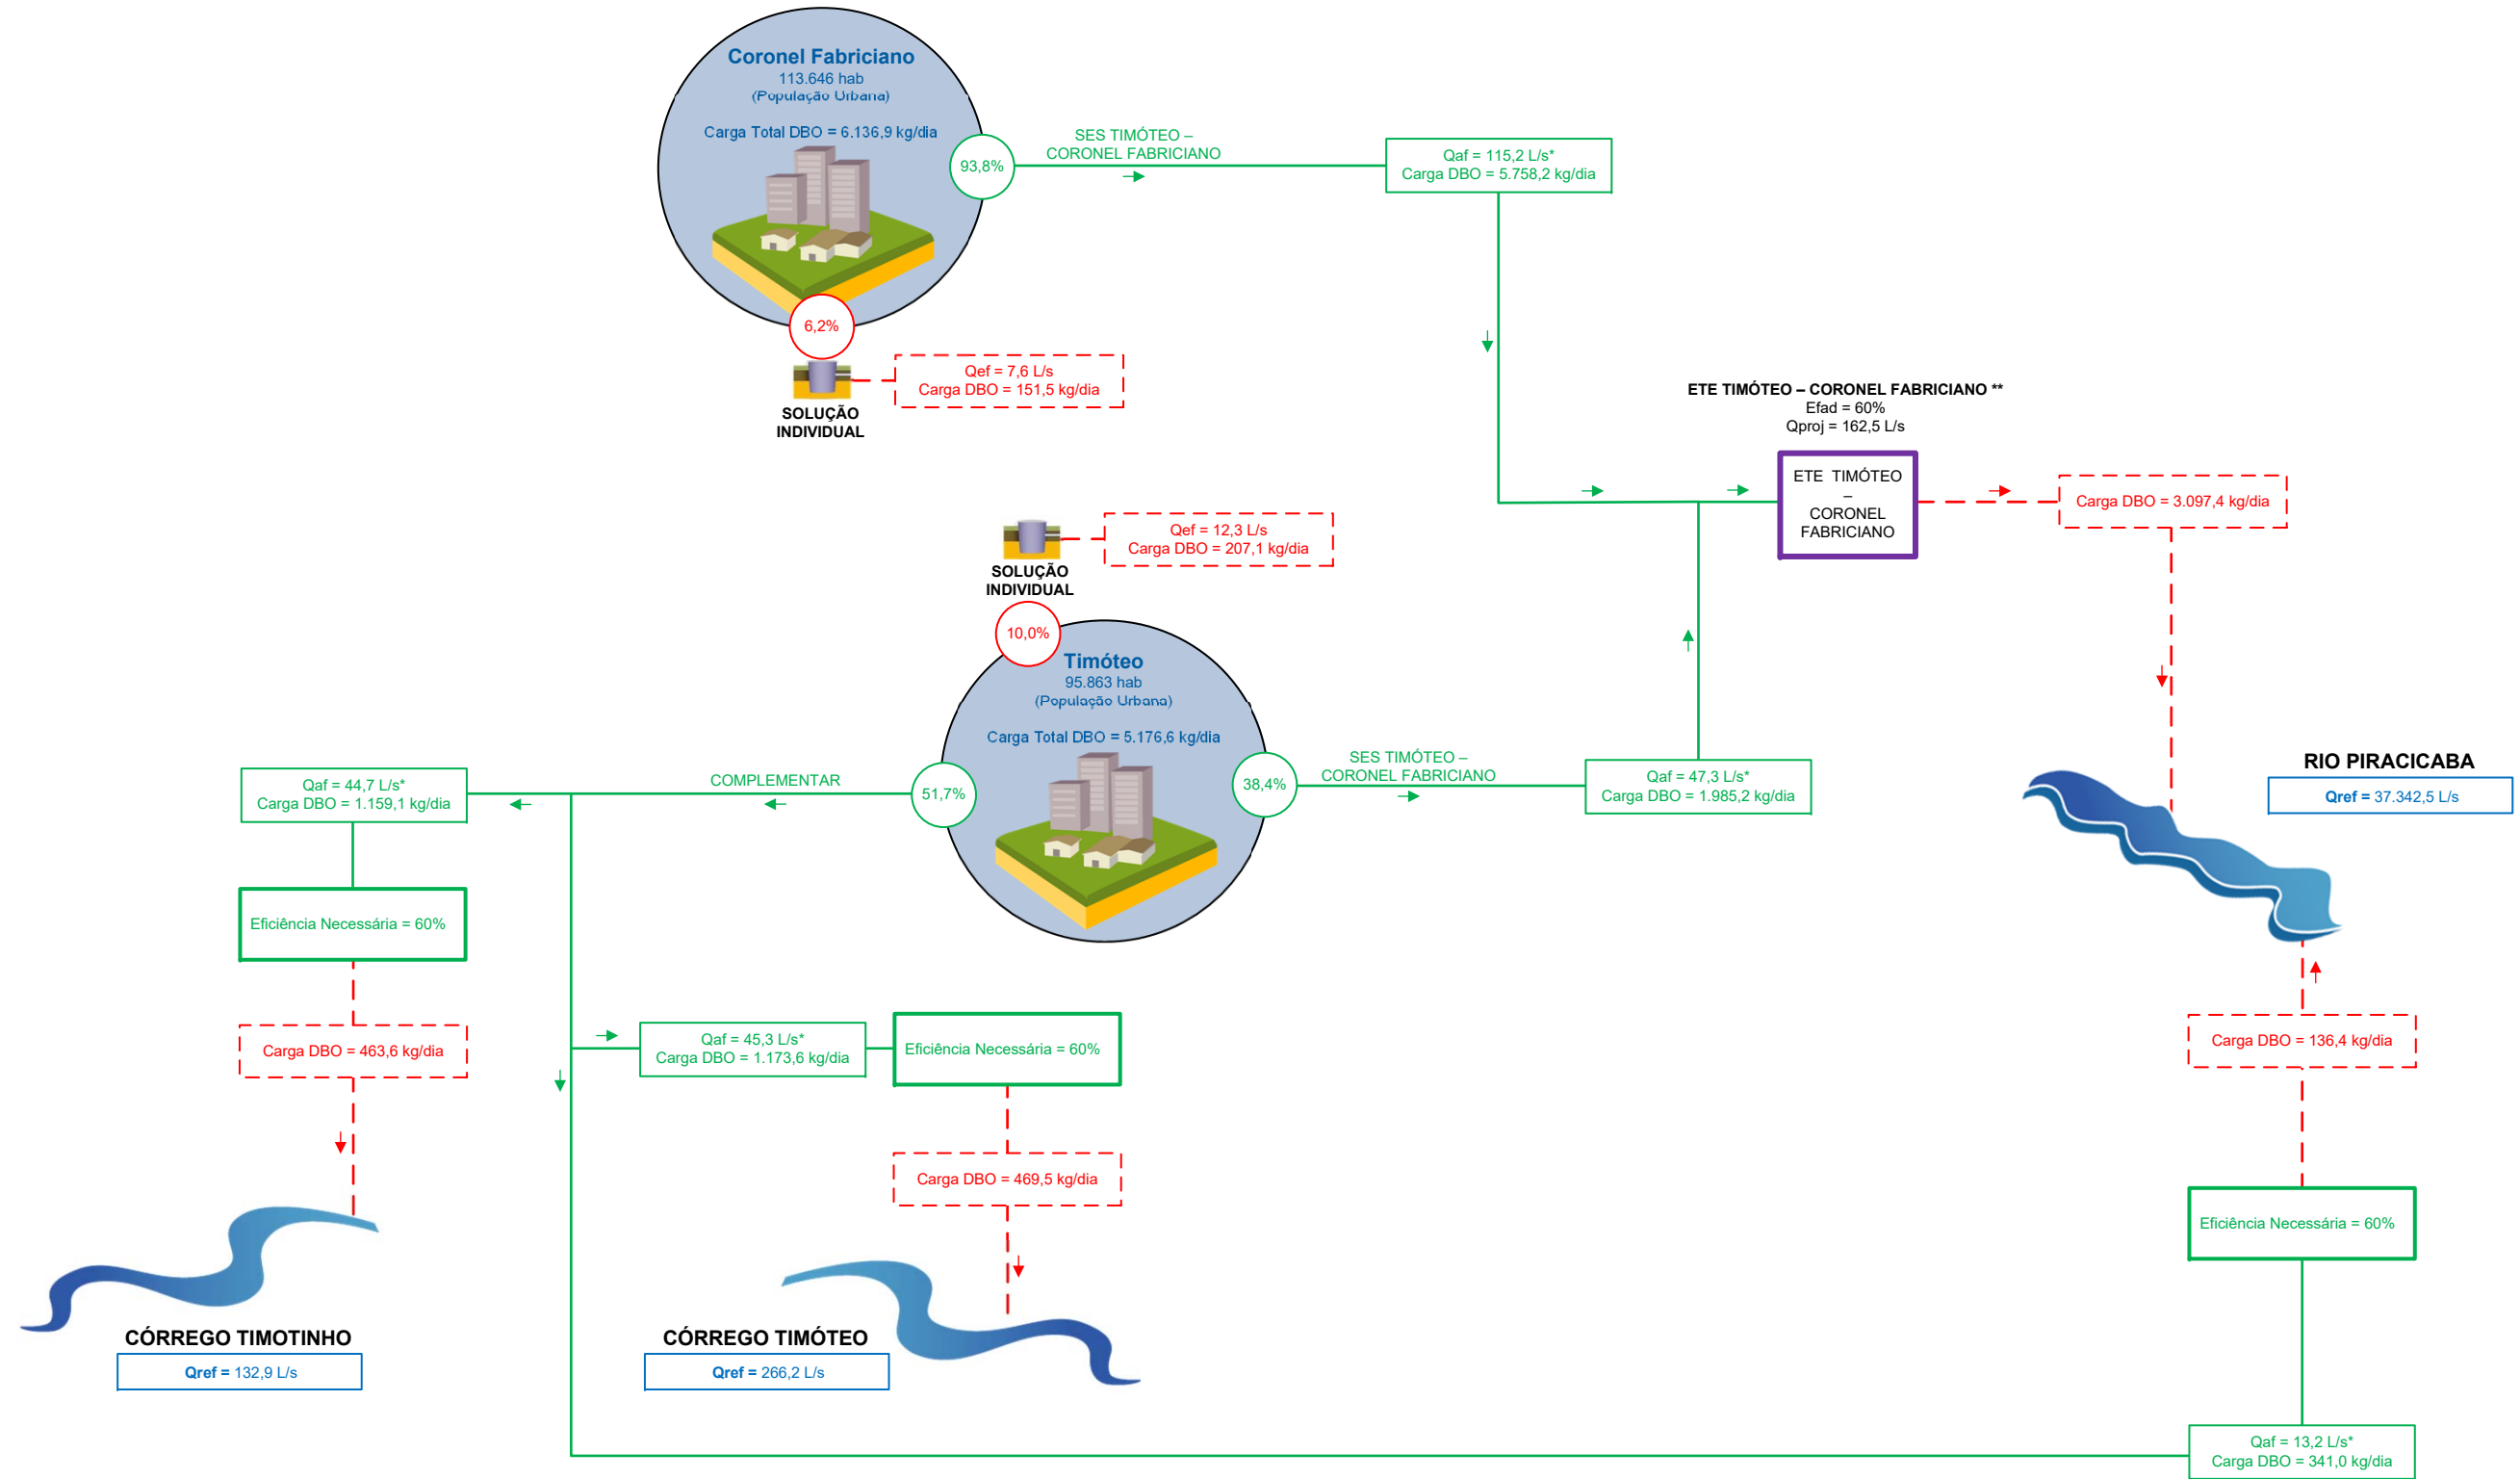 Coronel Fabriciano
113.646 hab
(População Urbana)
Carga Total DBO = 6.136,9 kg/dia
93,8%
SES TIMÓTEO –
CORONEL FABRICIANO
Qaf = 115,2 L/s*
Carga DBO = 5.758,2 kg/dia
6,2%
SOLUÇÃO
INDIVIDUAL
Qef = 7,6 L/s
Carga DBO = 151,5 kg/dia
ETE TIMÓTEO – CORONEL FABRICIANO **
Efad = 60%
Qproj = 162,5 L/s
ETE TIMÓTEO
–
CORONEL
FABRICIANO
Carga DBO = 3.097,4 kg/dia
Qef = 12,3 L/s
Carga DBO = 207,1 kg/dia
SOLUÇÃO
INDIVIDUAL
10,0%
Timóteo
95.863 hab
(População Urbana)
Carga Total DBO = 5.176,6 kg/dia
38,4%
SES TIMÓTEO –
CORONEL FABRICIANO
Qaf = 47,3 L/s*
Carga DBO = 1.985,2 kg/dia
51,7%
COMPLEMENTAR
Qaf = 44,7 L/s*
Carga DBO = 1.159,1 kg/dia
RIO PIRACICABA
Qref = 37.342,5 L/s
Eficiência Necessária = 60%
Carga DBO = 463,6 kg/dia
Qaf = 45,3 L/s*
Carga DBO = 1.173,6 kg/dia
Eficiência Necessária = 60%
Carga DBO = 469,5 kg/dia
Carga DBO = 136,4 kg/dia
Eficiência Necessária = 60%
CÓRREGO TIMOTINHO
Qref = 132,9 L/s
CÓRREGO TIMÓTEO
Qref = 266,2 L/s
Qaf = 13,2 L/s*
Carga DBO = 341,0 kg/dia